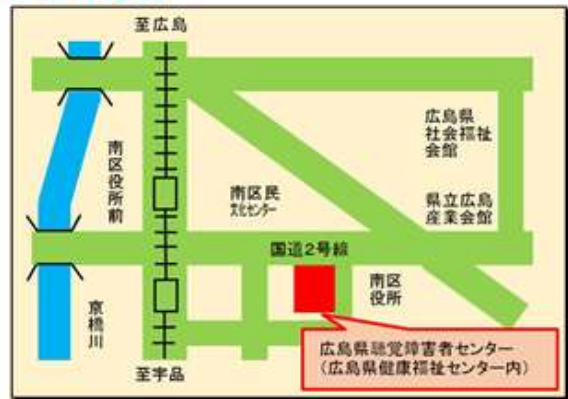 至広島
広島県
社会福祉
会館
南区役所前
南区民
文化センター
県立広島
産業会館
国道2号線
南区
役所
京橋川
広島県聴覚障害者センター
(広島県健康福祉センター内)
至宇品